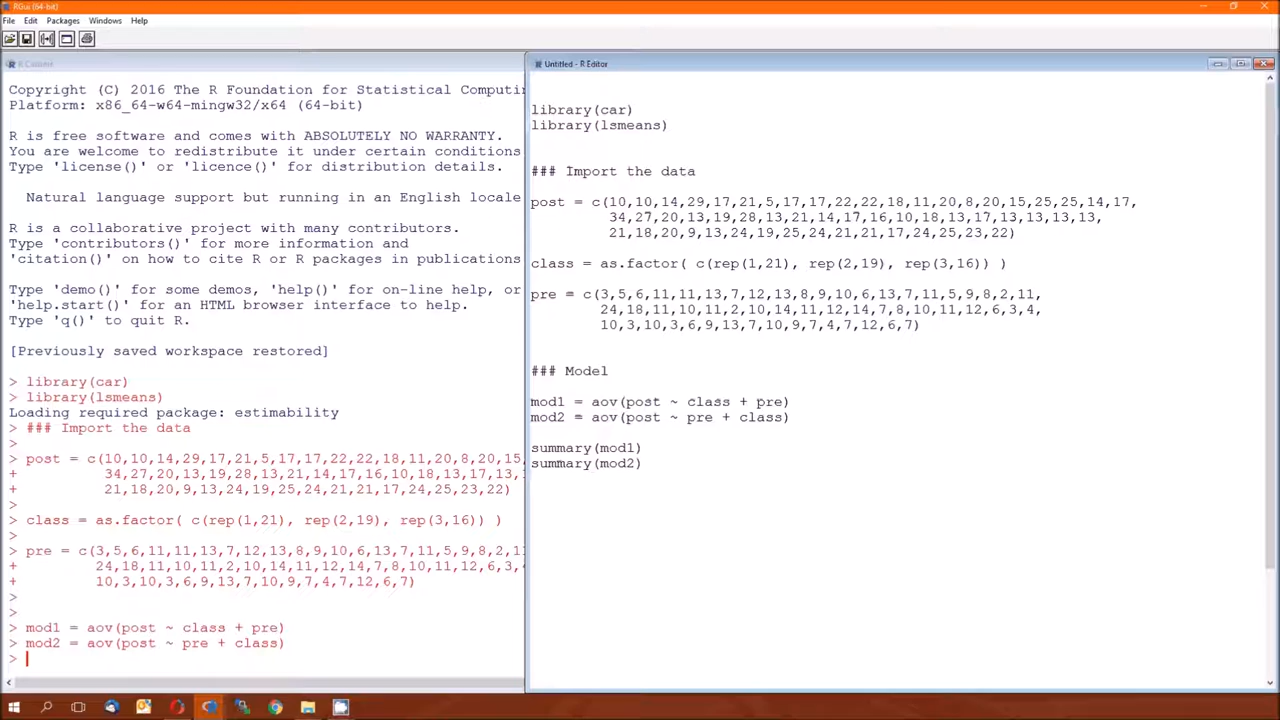 RGui (64-bit)
File Edit Packages Windows Help
R Console
Copyright (C) 2016 The R Foundation for Statistical Computin
Platform: x86_64-w64-mingw32/x64 (64-bit)
R is free software and comes with ABSOLUTELY NO WARRANTY.
You are welcome to redistribute it under certain conditions
Type 'license()' or 'licence()' for distribution details.
Natural language support but running in an English locale
R is a collaborative project with many contributors.
Type 'contributors()' for more information and
'citation()' on how to cite R or R packages in publications
Type 'demo()' for some demos, 'help()' for on-line help, or
'help.start()' for an HTML browser interface to help.
Type 'q()' to quit R.
[Previously saved workspace restored]
> library(car)
> library(lsmeans)
Loading required package: estimability
> ### Import the data
>
> post = c(10,10,14,29,17,21,5,17,17,22,22,18,11,20,8,20,15,
+ 34,27,20,13,19,28,13,21,14,17,16,10,18,13,17,13,
+ 21,18,20,9,13,24,19,25,24,21,21,17,24,25,23,22)
>
> class = as.factor( c(rep(1,21), rep(2,19), rep(3,16)) )
>
> pre = c(3,5,6,11,11,13,7,12,13,8,9,10,6,13,7,11,5,9,8,2,11
+ 24,18,11,10,11,2,10,14,11,12,14,7,8,10,11,12,6,3,4
+ 10,3,10,3,6,9,13,7,10,9,7,4,7,12,6,7)
>
>
> mod1 = aov(post ~ class + pre)
> mod2 = aov(post ~ pre + class)
>
Untitled - R Editor
library(car)
library(lsmeans)
### Import the data
post = c(10,10,14,29,17,21,5,17,17,22,22,18,11,20,8,20,15,25,25,14,17,
34,27,20,13,19,28,13,21,14,17,16,10,18,13,17,13,13,13,13,
21,18,20,9,13,24,19,25,24,21,21,17,24,25,23,22)
class = as.factor( c(rep(1,21), rep(2,19), rep(3,16)) )
pre = c(3,5,6,11,11,13,7,12,13,8,9,10,6,13,7,11,5,9,8,2,11,
24,18,11,10,11,2,10,14,11,12,14,7,8,10,11,12,6,3,4,
10,3,10,3,6,9,13,7,10,9,7,4,7,12,6,7)
### Model
mod1 = aov(post ~ class + pre)
mod2 = aov(post ~ pre + class)
summary(mod1)
summary(mod2)